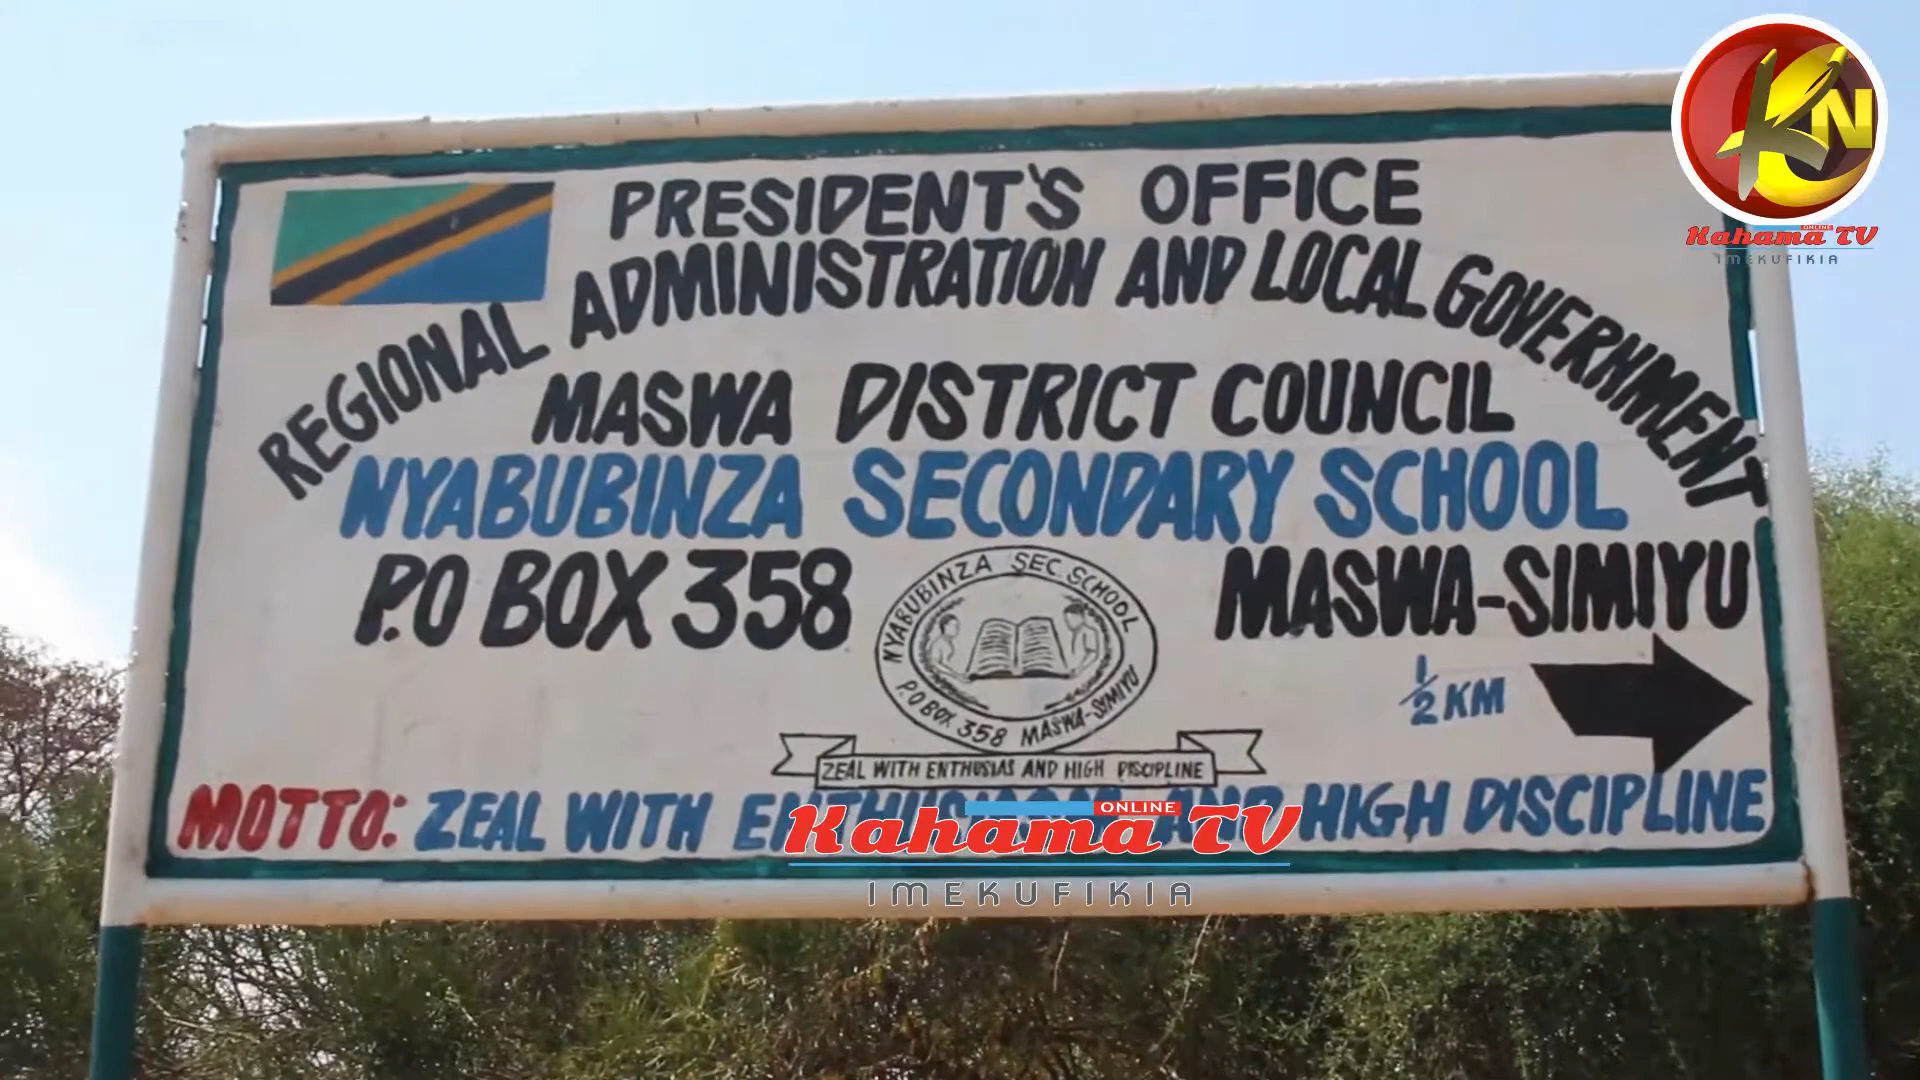 PRESIDENT'S OFFICE
REGIONAL ADMINISTRATION AND LOCAL GOVERNMENT
MASWA DISTRICT COUNCIL
NYABUBINZA SECONDARY SCHOOL
P.O BOX 358
MASWA-SIMIYU
NYABUBINZA SEC. SCHOOL
P.O BOX 358 MASWA-SIMIYU
1/2 KM
ZEAL WITH ENTHUSIAS AND HIGH DISCIPLINE
MOTTO: ZEAL WITH AND HIGH DISCIPLINE
KN
ONLINE
Kahama TV
IMEKUFIKIA
ONLINE
Kahama TV
IMEKUFIKIA